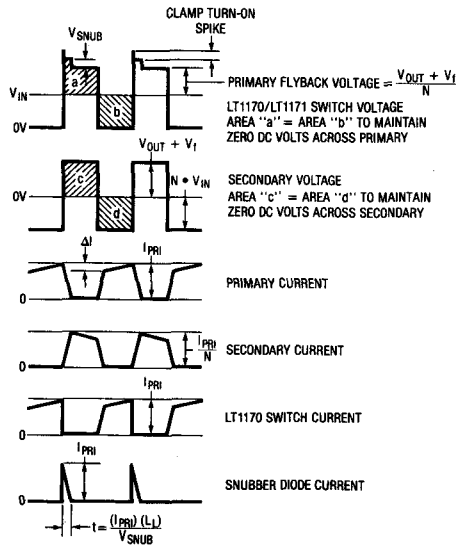 CLAMP TURN-ON
SPIKE
VSNUB
a
VIN
b
0V
PRIMARY FLYBACK VOLTAGE = VOUT + Vf
N
LT1170/LT1171 SWITCH VOLTAGE
AREA "a" = AREA "b" TO MAINTAIN
ZERO DC VOLTS ACROSS PRIMARY
VOUT + Vf
c
N • VIN
0V
d
SECONDARY VOLTAGE
AREA "c" = AREA "d" TO MAINTAIN
ZERO DC VOLTS ACROSS SECONDARY
ΔI
IPRI
0
PRIMARY CURRENT
0
IPRI
N
SECONDARY CURRENT
IPRI
0
LT1170 SWITCH CURRENT
IPRI
0
SNUBBER DIODE CURRENT
t = (IPRI) (LL)
VSNUB